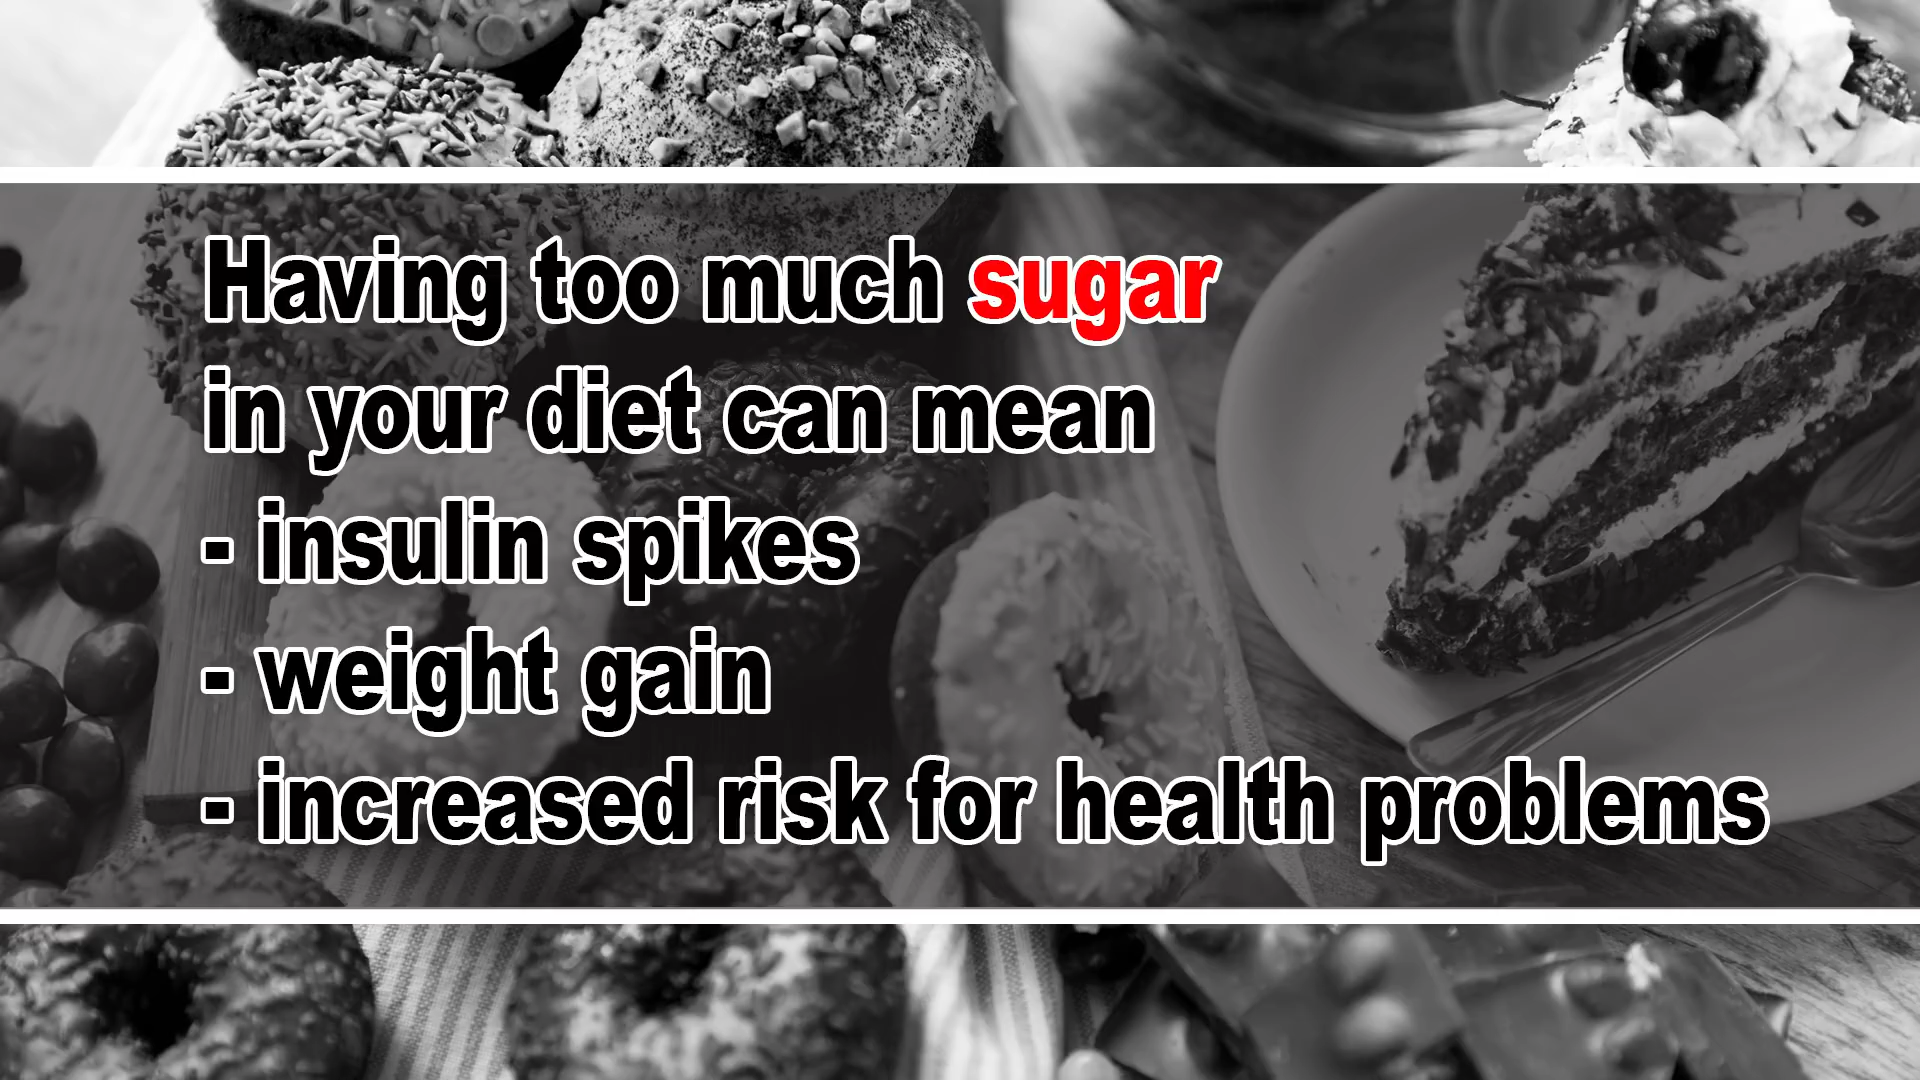 Having too much sugar
in your diet can mean
- insulin spikes
- weight gain
- increased risk for health problems